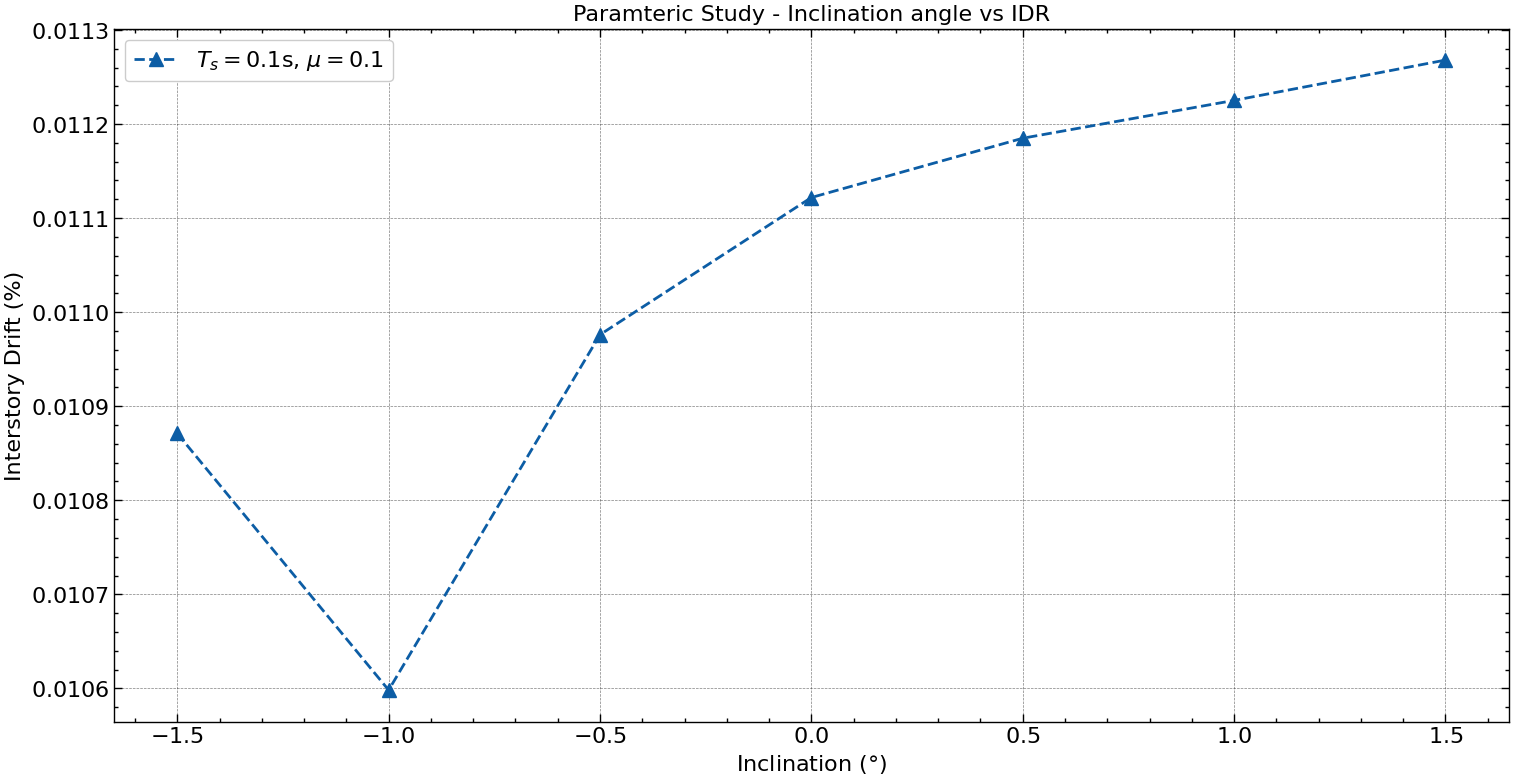 Paramteric Study - Inclination angle vs IDR
T_s = 0.1s, μ = 0.1
Interstory Drift (%)
0.0113
0.0112
0.0111
0.0110
0.0109
0.0108
0.0107
0.0106
−1.5 −1.0 −0.5 0.0 0.5 1.0 1.5
Inclination (°)